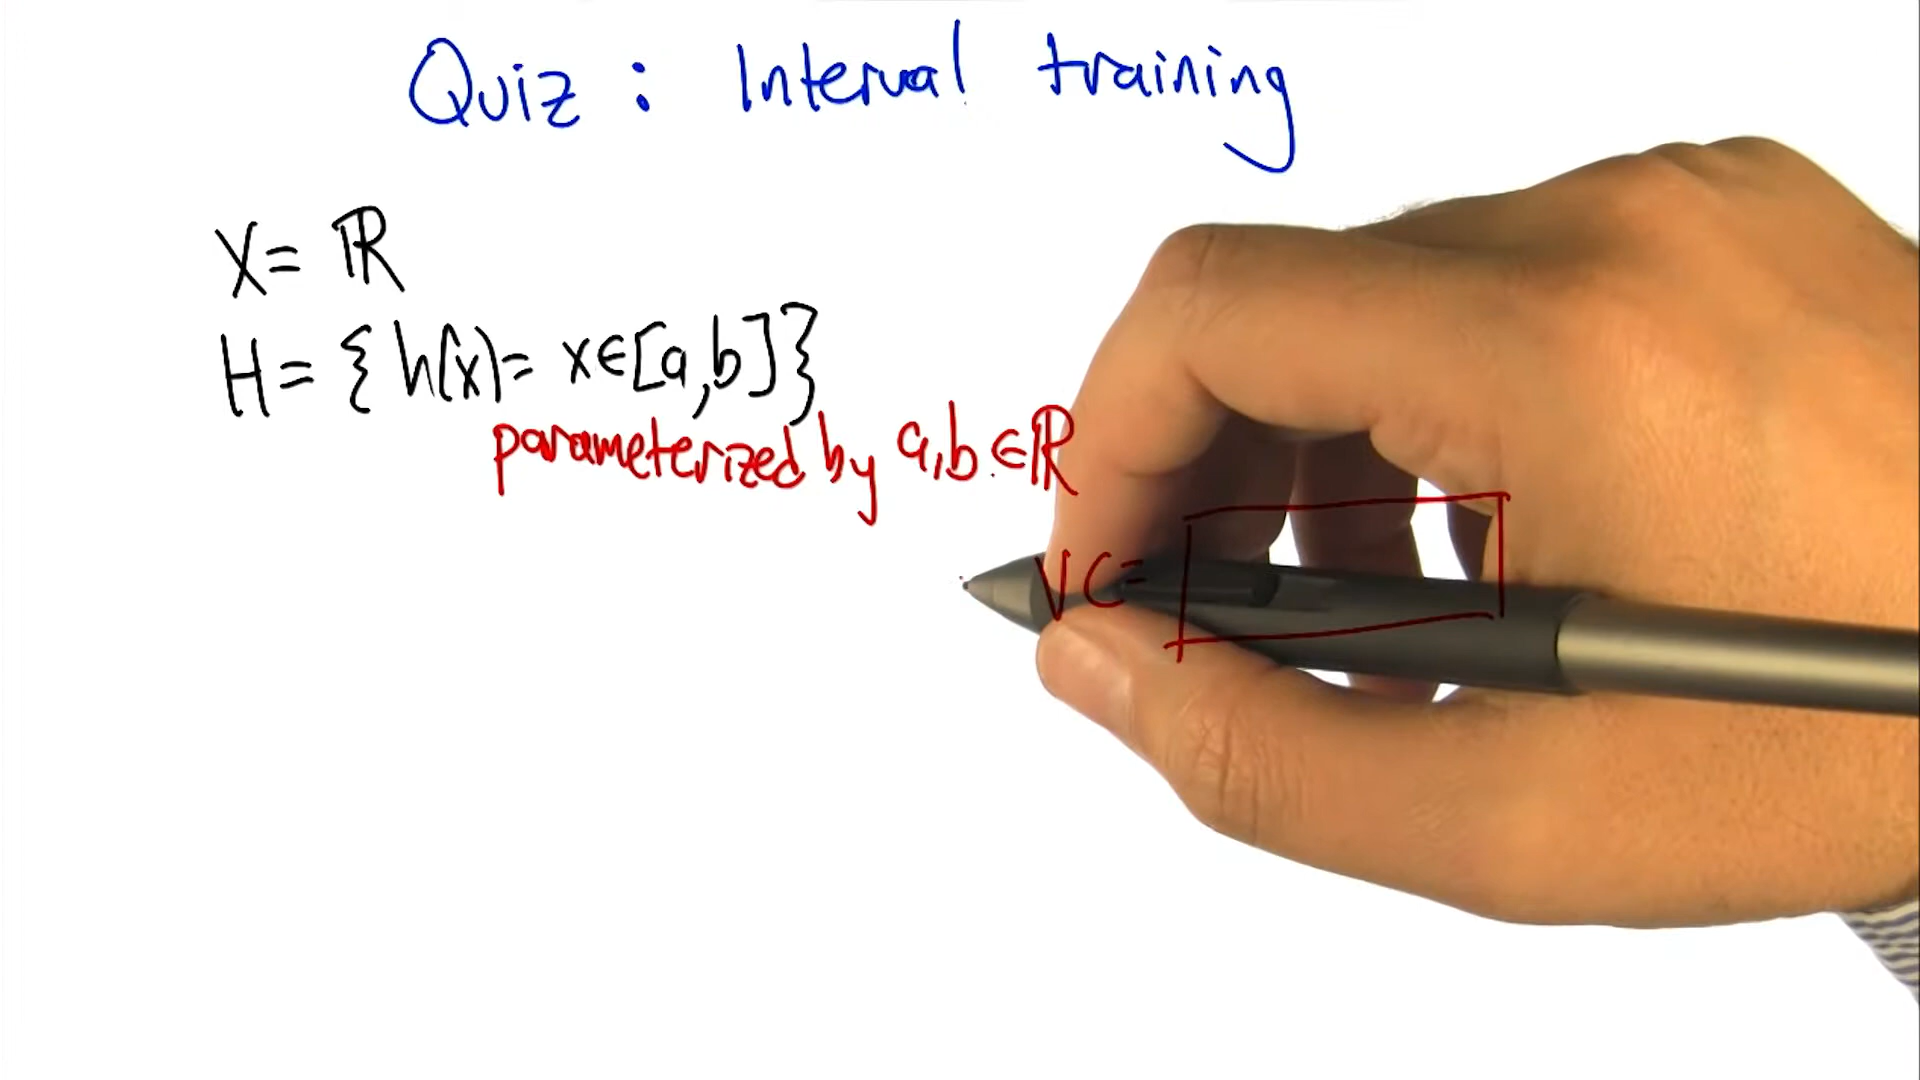 Quiz: Interval training
X = ℝ
H = { h(x) = x∈[a,b] }
parameterized by a,b ∈ ℝ
VC =